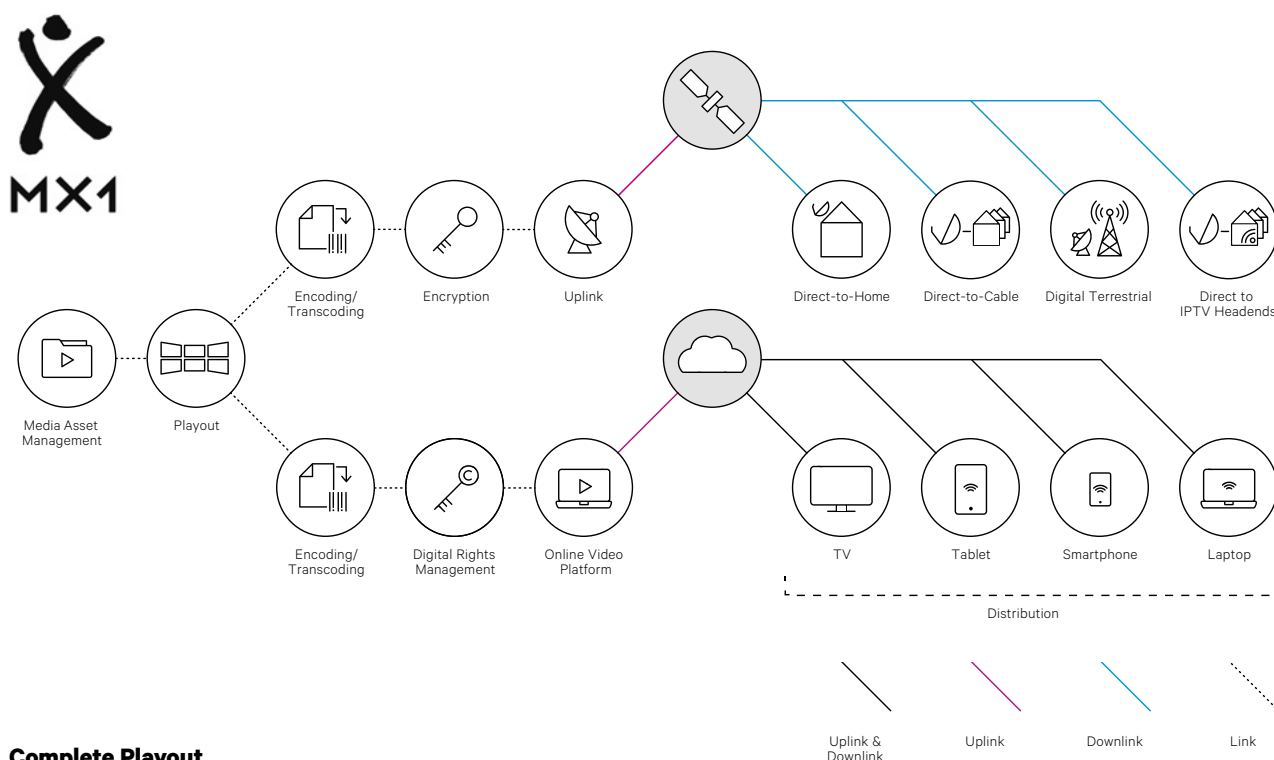 MX1
Encoding/
Transcoding
Encryption
Uplink
Direct-to-Home
Direct-to-Cable
Digital Terrestrial
Direct to
IPTV Headends
Media Asset
Management
Playout
Encoding/
Transcoding
Digital Rights
Management
Online Video
Platform
TV
Tablet
Smartphone
Laptop
Distribution
Uplink &
Downlink
Uplink
Downlink
Link
Complete Playout